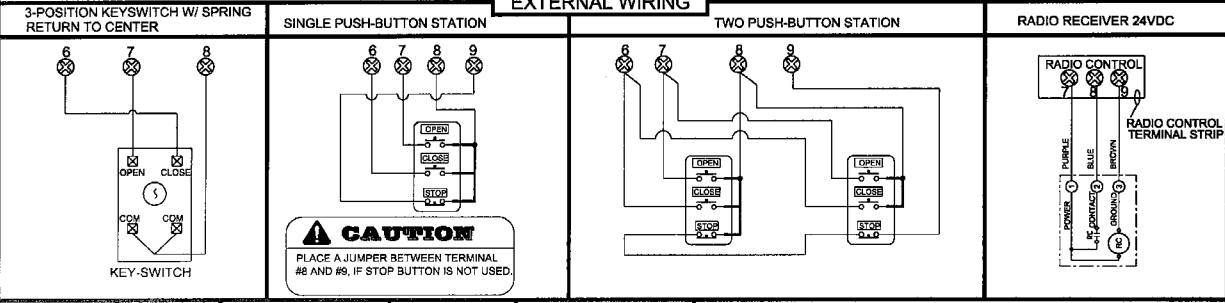 EXTERNAL WIRING
3-POSITION KEYSWITCH W/ SPRING
RETURN TO CENTER
6 7 8
OPEN CLOSE
COM COM
KEY-SWITCH
SINGLE PUSH-BUTTON STATION
6 7 8 9
OPEN
CLOSE
STOP
CAUTION
PLACE A JUMPER BETWEEN TERMINAL
#8 AND #9, IF STOP BUTTON IS NOT USED.
TWO PUSH-BUTTON STATION
6 7 8 9
OPEN OPEN
CLOSE CLOSE
STOP STOP
RADIO RECEIVER 24VDC
RADIO CONTROL
7 8 9
RADIO CONTROL
TERMINAL STRIP
PURPLE BLUE BROWN
1 2 3
POWER RC CONTACT GROUND
RC